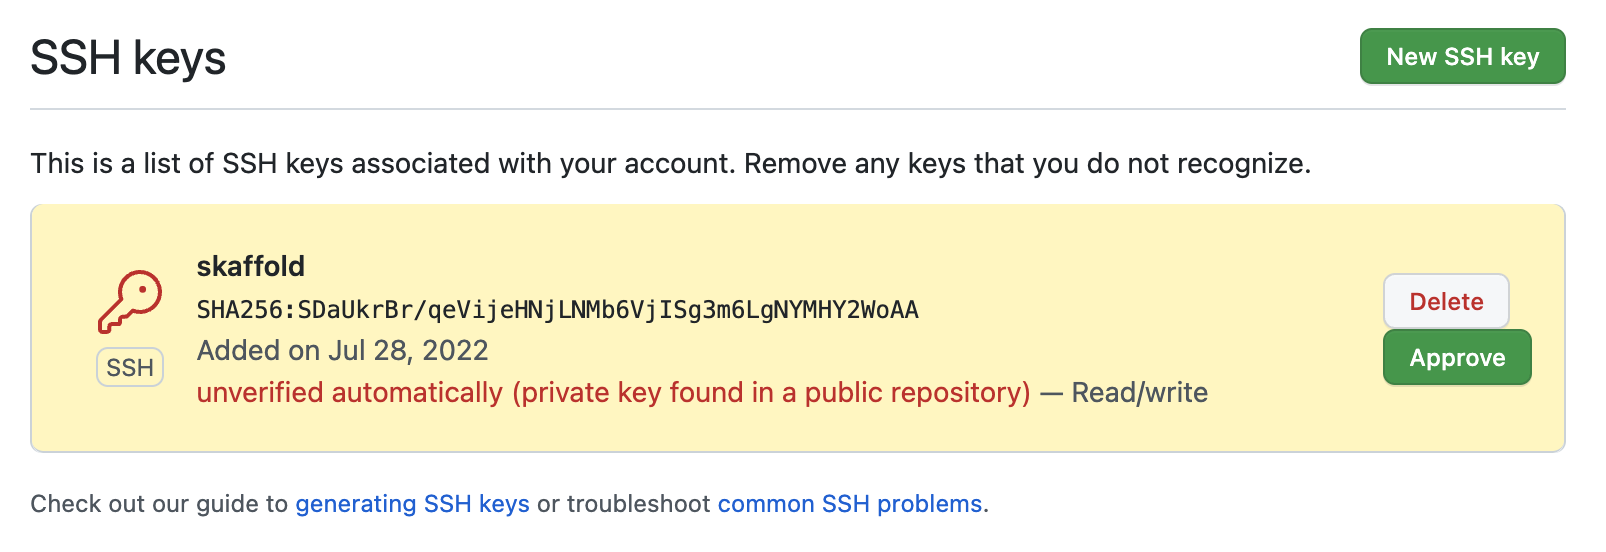 SSH keys
New SSH key
This is a list of SSH keys associated with your account. Remove any keys that you do not recognize.
skaffold
SHA256:SDaUkrBr/qeVijeHNjLNMb6VjISg3m6LgNYMHY2WoAA
Added on Jul 28, 2022
unverified automatically (private key found in a public repository) — Read/write
SSH
Delete
Approve
Check out our guide to generating SSH keys or troubleshoot common SSH problems.